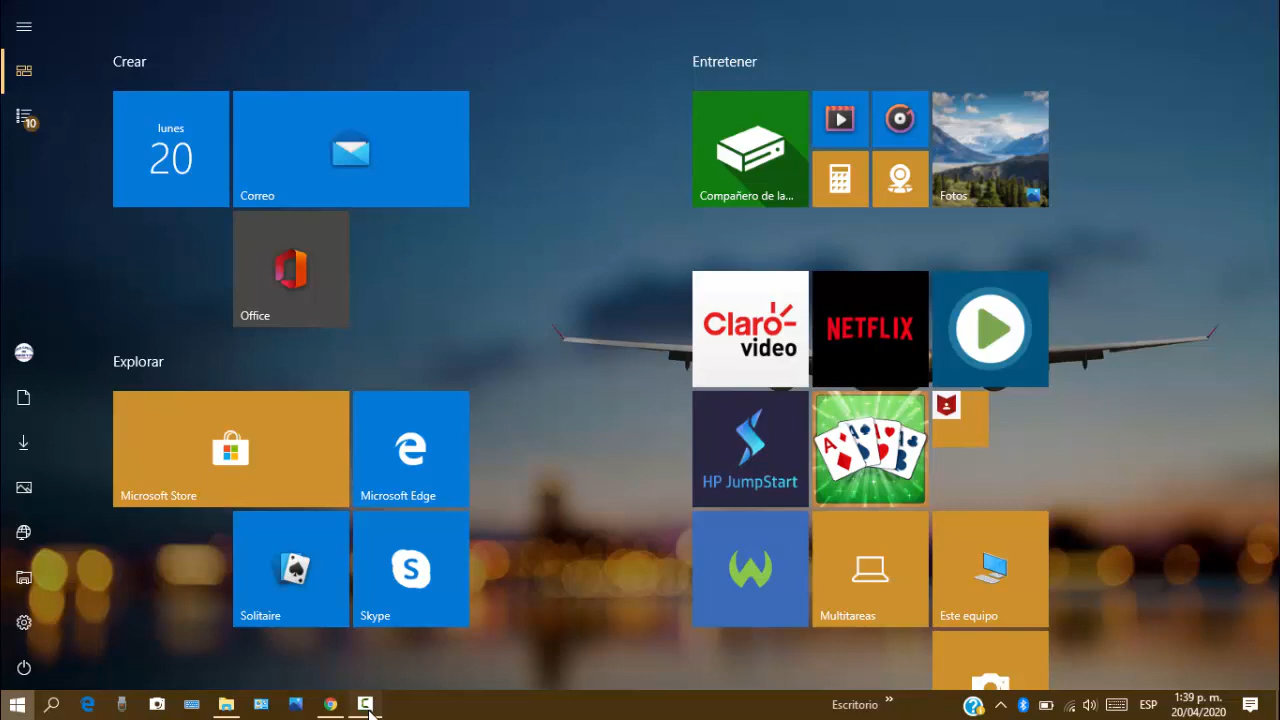 Crear
lunes
20
Correo
Office
Explorar
Microsoft Store
Microsoft Edge
Solitaire
Skype
Entretener
Compañero de la...
Fotos
Claro
video
NETFLIX
HP JumpStart
A
Multitareas
Este equipo
10
Escritorio
»
ESP
1:39 p. m.
20/04/2020